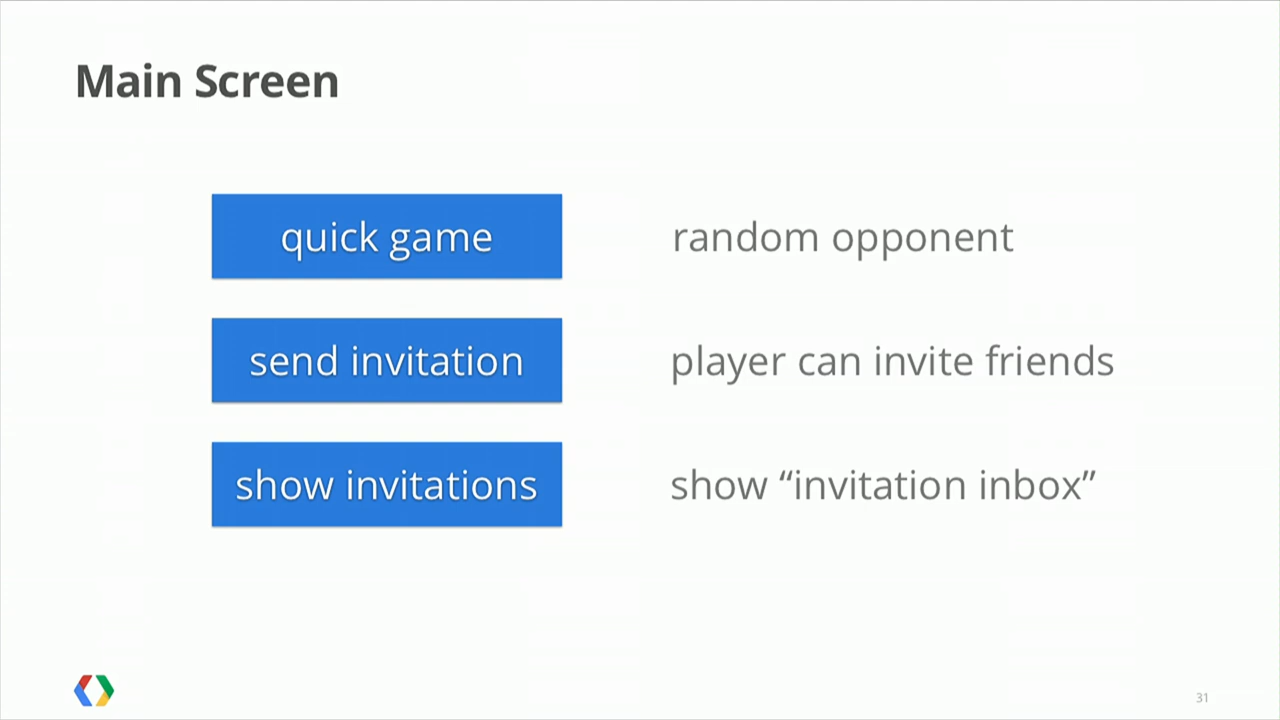 Main Screen
quick game
random opponent
send invitation
player can invite friends
show invitations
show “invitation inbox”
31